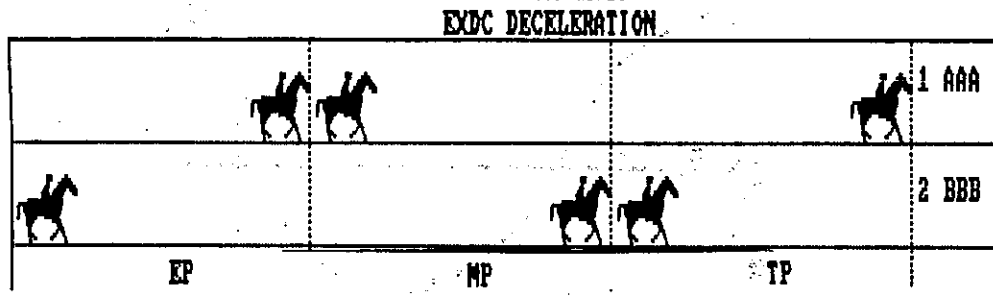 EXDC DECELERATION
1 AAA
2 BBB
EP MP TP